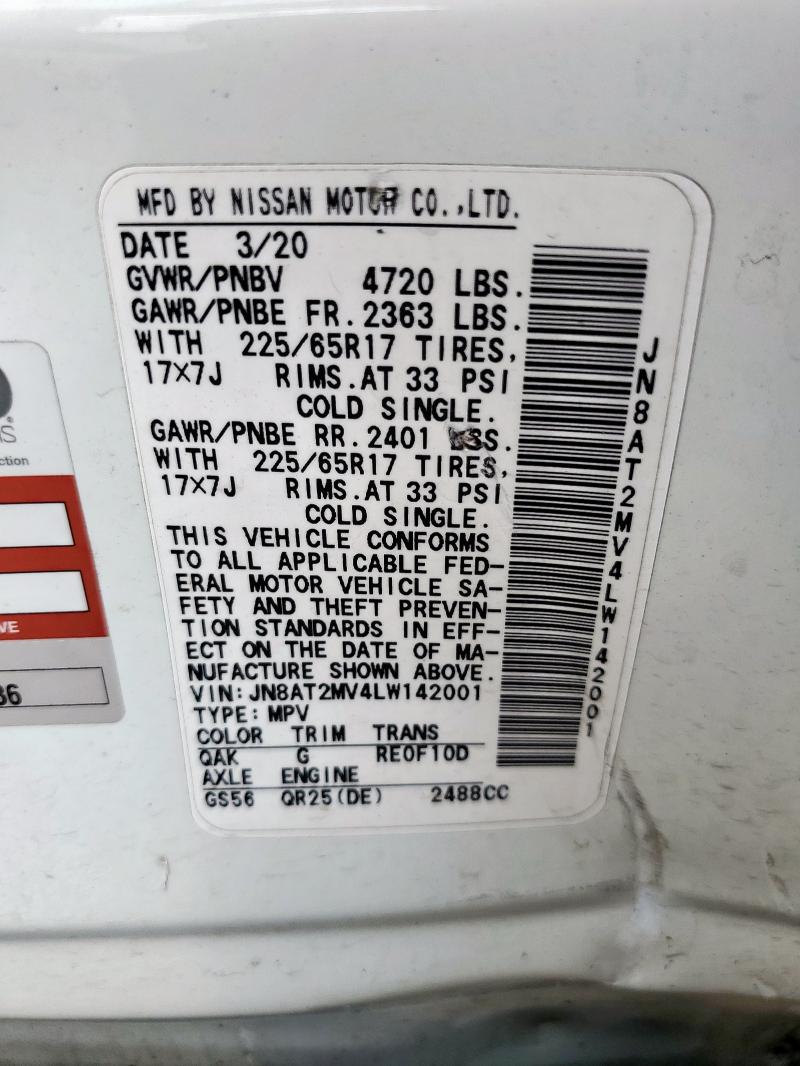 MFD BY NISSAN MOTOR CO.,LTD.
DATE 3/20
GVWR/PNBV 4720 LBS.
GAWR/PNBE FR. 2363 LBS.
WITH 225/65R17 TIRES,
17X7J RIMS. AT 33 PSI
COLD SINGLE.
GAWR/PNBE RR. 2401 LBS.
WITH 225/65R17 TIRES,
17X7J RIMS. AT 33 PSI
COLD SINGLE.
THIS VEHICLE CONFORMS
TO ALL APPLICABLE FED-
ERAL MOTOR VEHICLE SA-
FETY AND THEFT PREVEN-
TION STANDARDS IN EFF-
ECT ON THE DATE OF MA-
NUFACTURE SHOWN ABOVE.
VIN: JN8AT2MV4LW142001
TYPE: MPV
COLOR TRIM TRANS
QAK G RE0F10D
AXLE ENGINE
GS56 QR25(DE) 2488CC
JN8AT2MV4LW142001